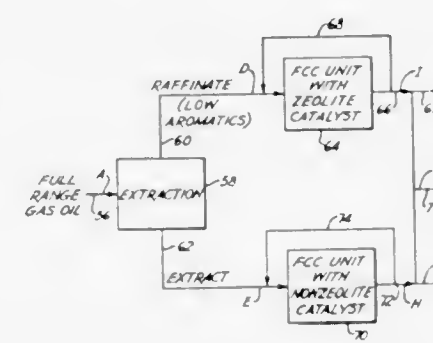 68
D
I
RAFFINATE
(LOW
AROMATICS)
FCC UNIT
WITH
ZEOLITE
CATALYST
66
60
64
FULL
RANGE
GAS OIL
A
56
EXTRACTION
58
62
74
EXTRACT
E
FCC UNIT
WITH
NONZEOLITE
CATALYST
72
H
70